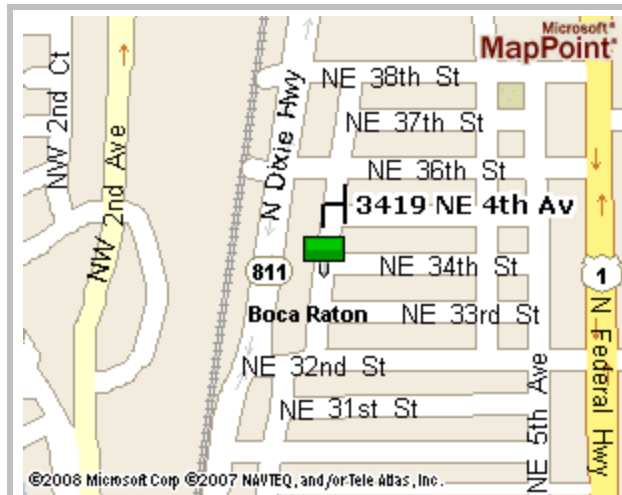 Microsoft®
MapPoint®
NW 2nd Ct
NW 2nd Ave
N Dixie Hwy
NE 38th St
NE 37th St
NE 36th St
3419 NE 4th Av
811
NE 34th St
1
Boca Raton
NE 33rd St
N Federal Hwy
NE 32nd St
NE 5th Ave
NE 31st St
©2008 Microsoft Corp ©2007 NAVTEQ, and/or Tele Atlas, Inc.